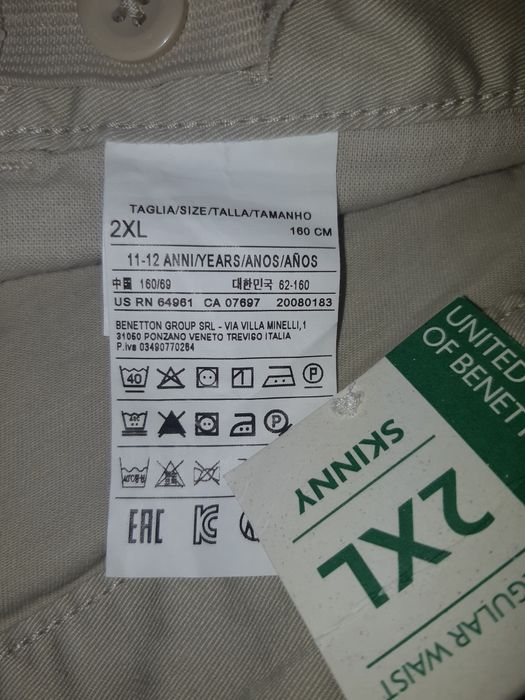 TAGLIA/SIZE/TALLA/TAMANHO
2XL 160 CM
11-12 ANNI/YEARS/ANOS/AÑOS
中国 160/69 대한민국 62-160
US RN 64961 CA 07697 20080183
BENETTON GROUP SRL - VIA VILLA MINELLI,1
31050 PONZANO VENETO TREVISO ITALIA
P.iva 03490770264
40
P
EAC
UNITED
OF BENET
SKINNY
2XL
GULAR WAIST